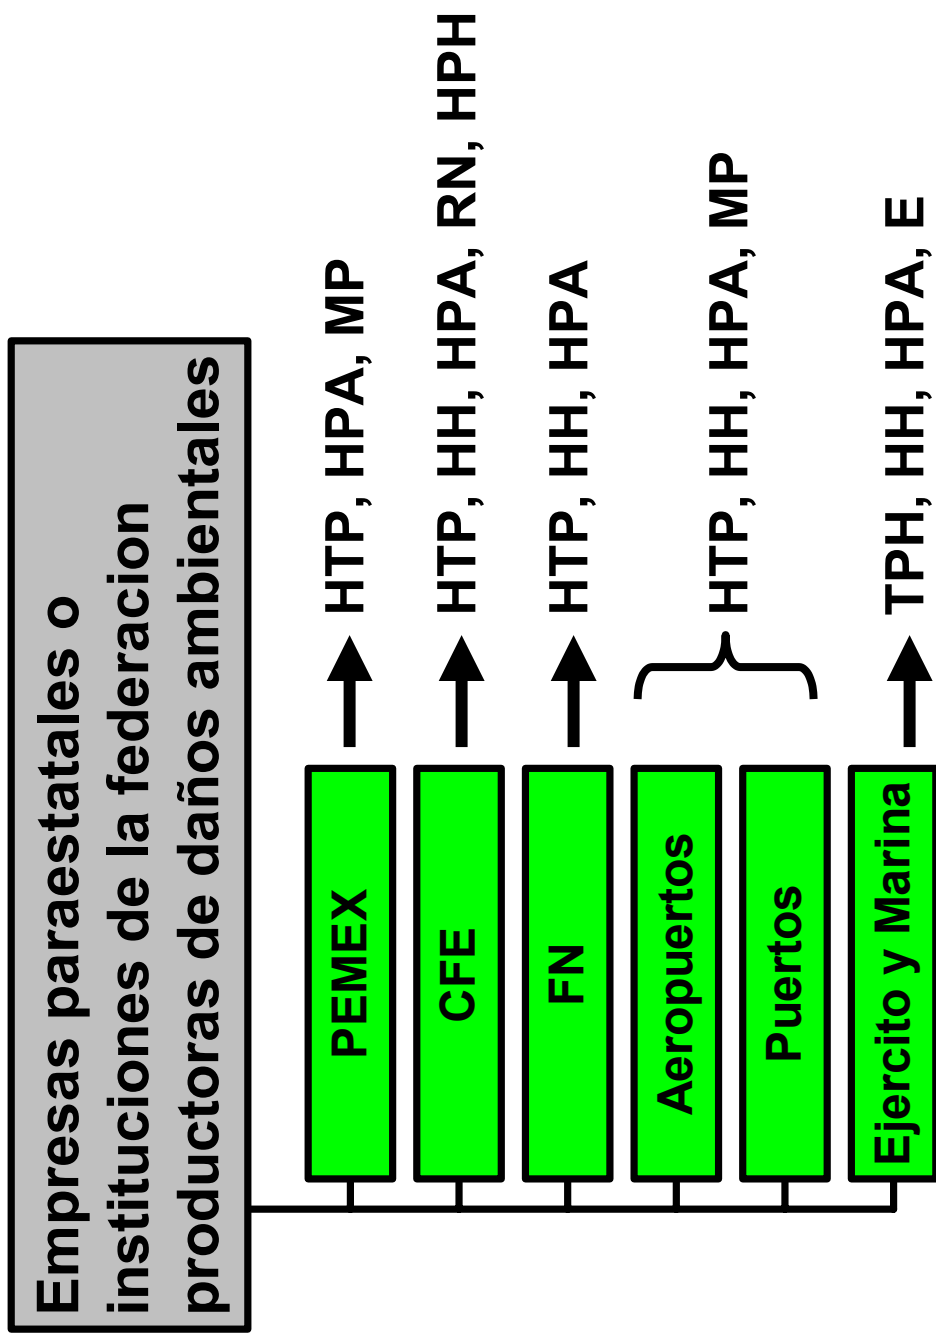 Empresas paraestatales o
instituciones de la federacion
productoras de daños ambientales
PEMEX
HTP, HPA, MP
CFE
HTP, HH, HPA, RN, HPH
FN
HTP, HH, HPA
Aeropuertos
Puertos
HTP, HH, HPA, MP
Ejercito y Marina
TPH, HH, HPA, E